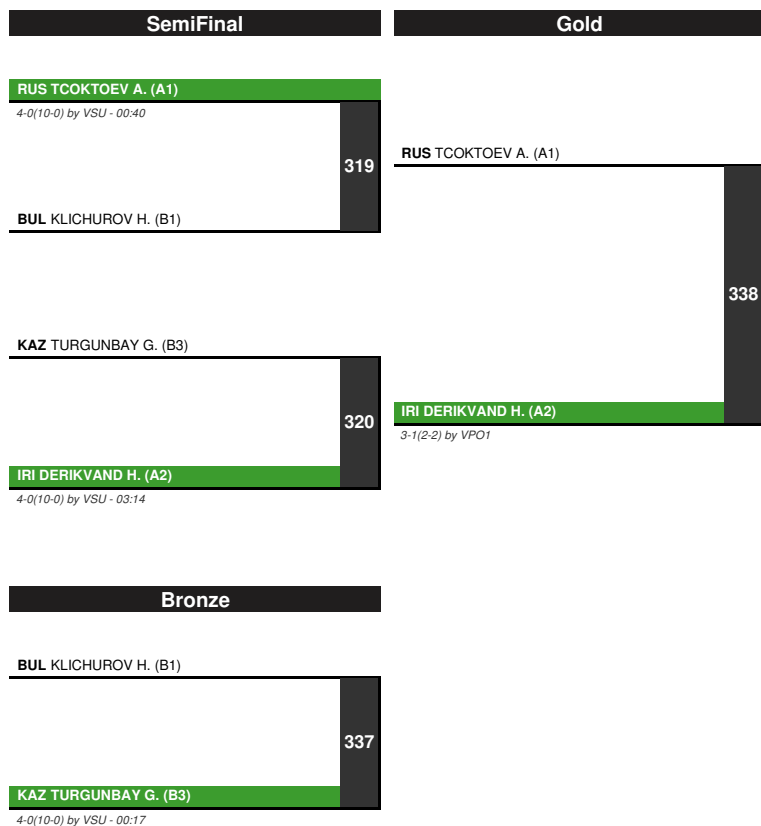 SemiFinal
RUS TCOKTOEV A. (A1)
4-0(10-0) by VSU - 00:40
319
BUL KLICHUROV H. (B1)
KAZ TURGUNBAY G. (B3)
320
IRI DERIKVAND H. (A2)
4-0(10-0) by VSU - 03:14
Gold
RUS TCOKTOEV A. (A1)
338
IRI DERIKVAND H. (A2)
3-1(2-2) by VPO1
Bronze
BUL KLICHUROV H. (B1)
337
KAZ TURGUNBAY G. (B3)
4-0(10-0) by VSU - 00:17